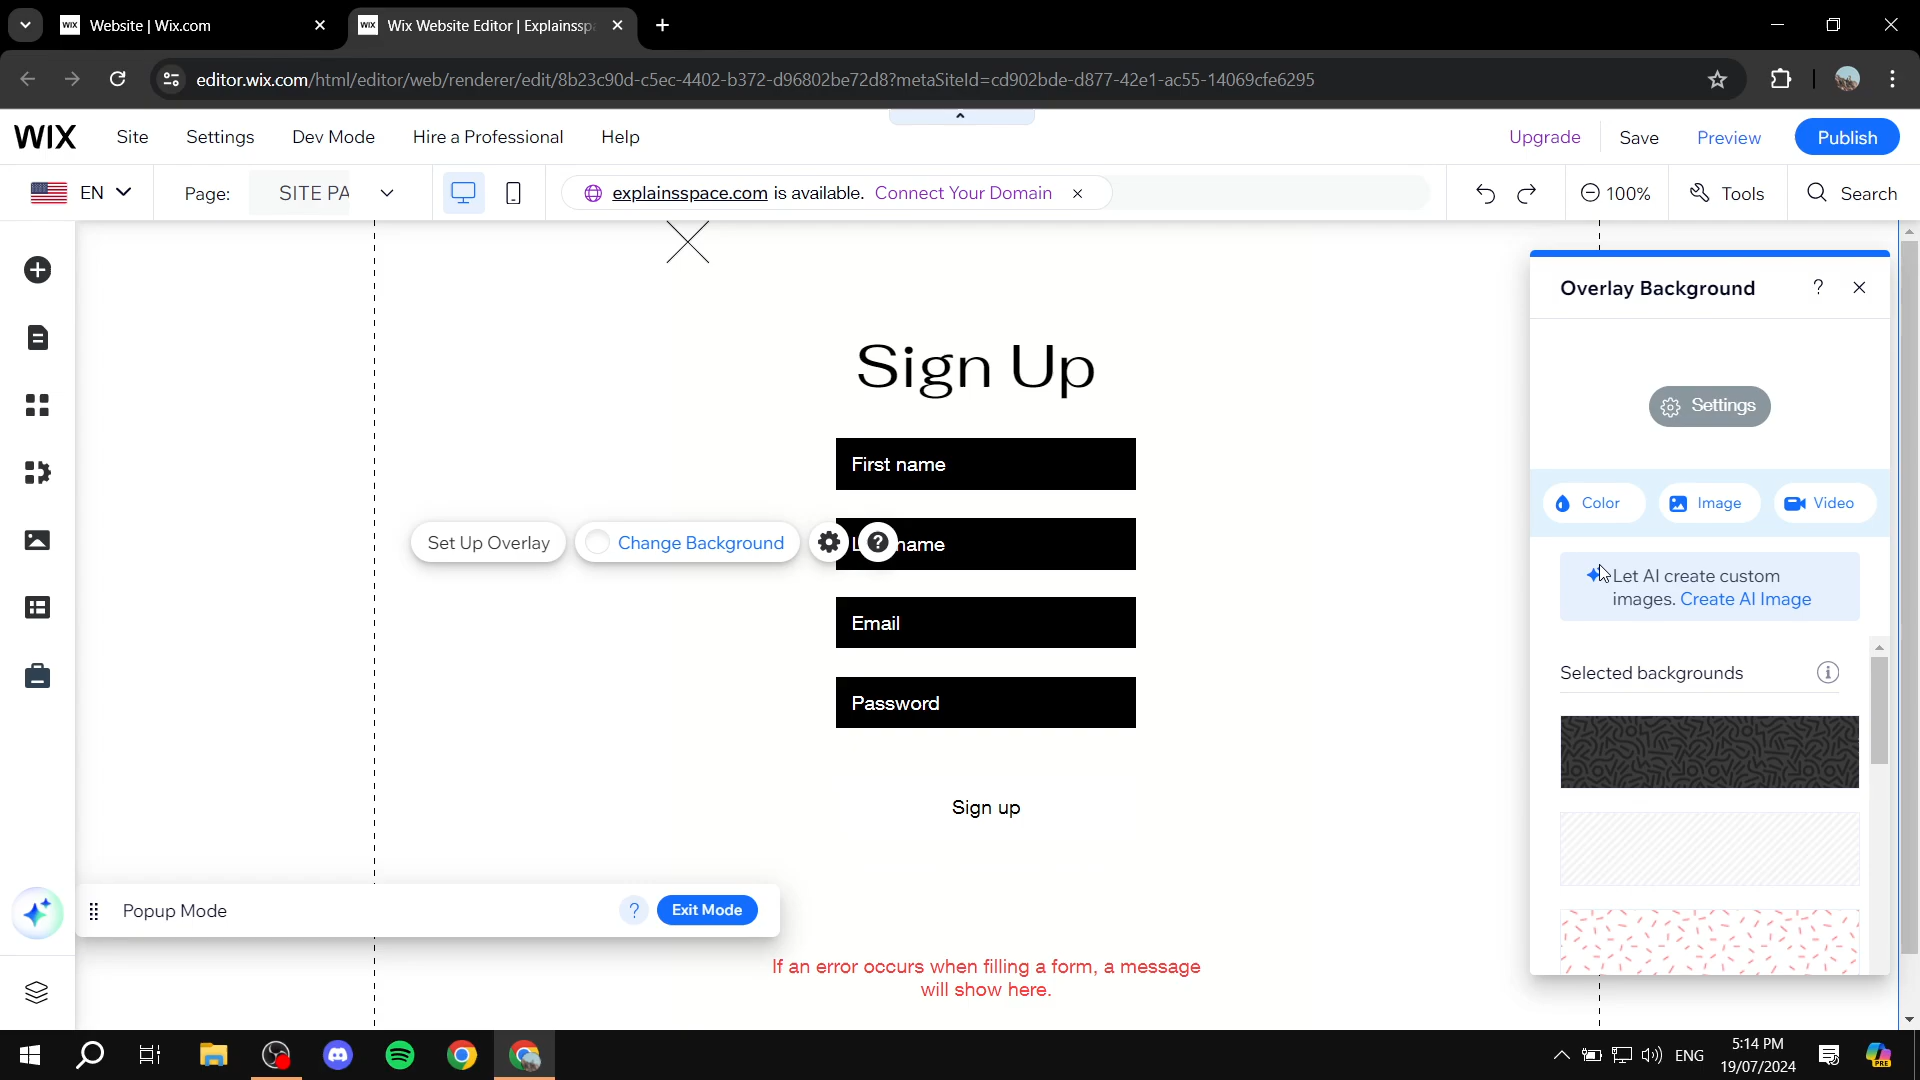 Website | Wix.com
Wix Website Editor | Explainssp
editor.wix.com/html/editor/web/renderer/edit/8b23c90d-c5ec-4402-b372-d96802be72d8?metaSiteId=cd902bde-d877-42e1-ac55-14069cfe6295
WIX Site Settings Dev Mode Hire a Professional Help Upgrade Save Preview Publish
EN Page: SITE PA explainsspace.com is available. Connect Your Domain 100% Tools Search
Overlay Background ?
Settings
Color Image Video
Let AI create custom
images. Create AI Image
Selected backgrounds
Sign Up
First name
Set Up Overlay Change Background ? name
Email
Password
Sign up
Popup Mode ? Exit Mode
If an error occurs when filling a form, a message
will show here.
ENG 5:14 PM
19/07/2024
PRE